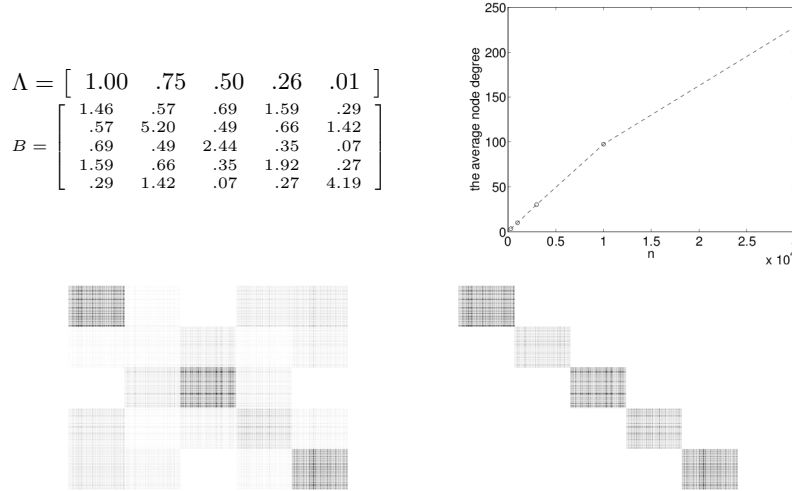 Λ = [ 1.00 .75 .50 .26 .01 ]
B = [ 1.46 .57 .69 1.59 .29
.57 5.20 .49 .66 1.42
.69 .49 2.44 .35 .07
1.59 .66 .35 1.92 .27
.29 1.42 .07 .27 4.19 ]
the average node degree
250
200
150
100
50
0
0 0.5 1 1.5 2 2.5
n
x 10